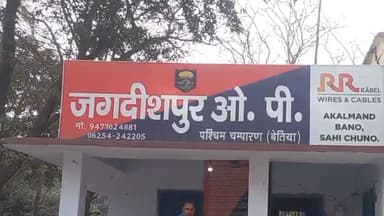 जगदीशपुर ओ. पी.
मो. 9471624881
06254-242205
पश्चिम चम्पारण (बेतिया)
RR KABEL
WIRES & CABLES
AKALMAND
BANO,
SAHI CHUNO.